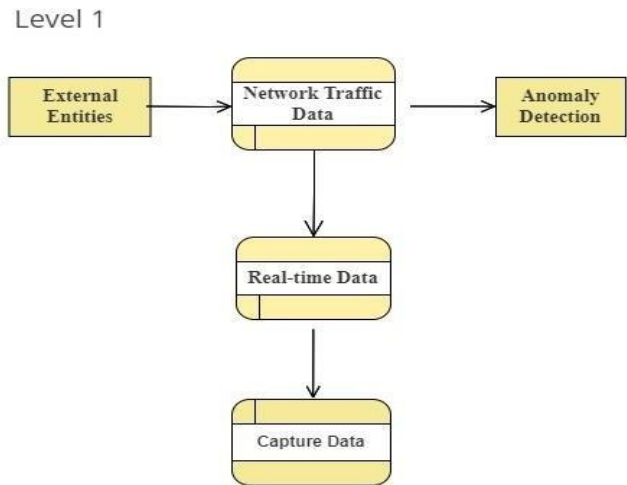 Level 1
External
Entities
Network Traffic
Data
Anomaly
Detection
Real-time Data
Capture Data